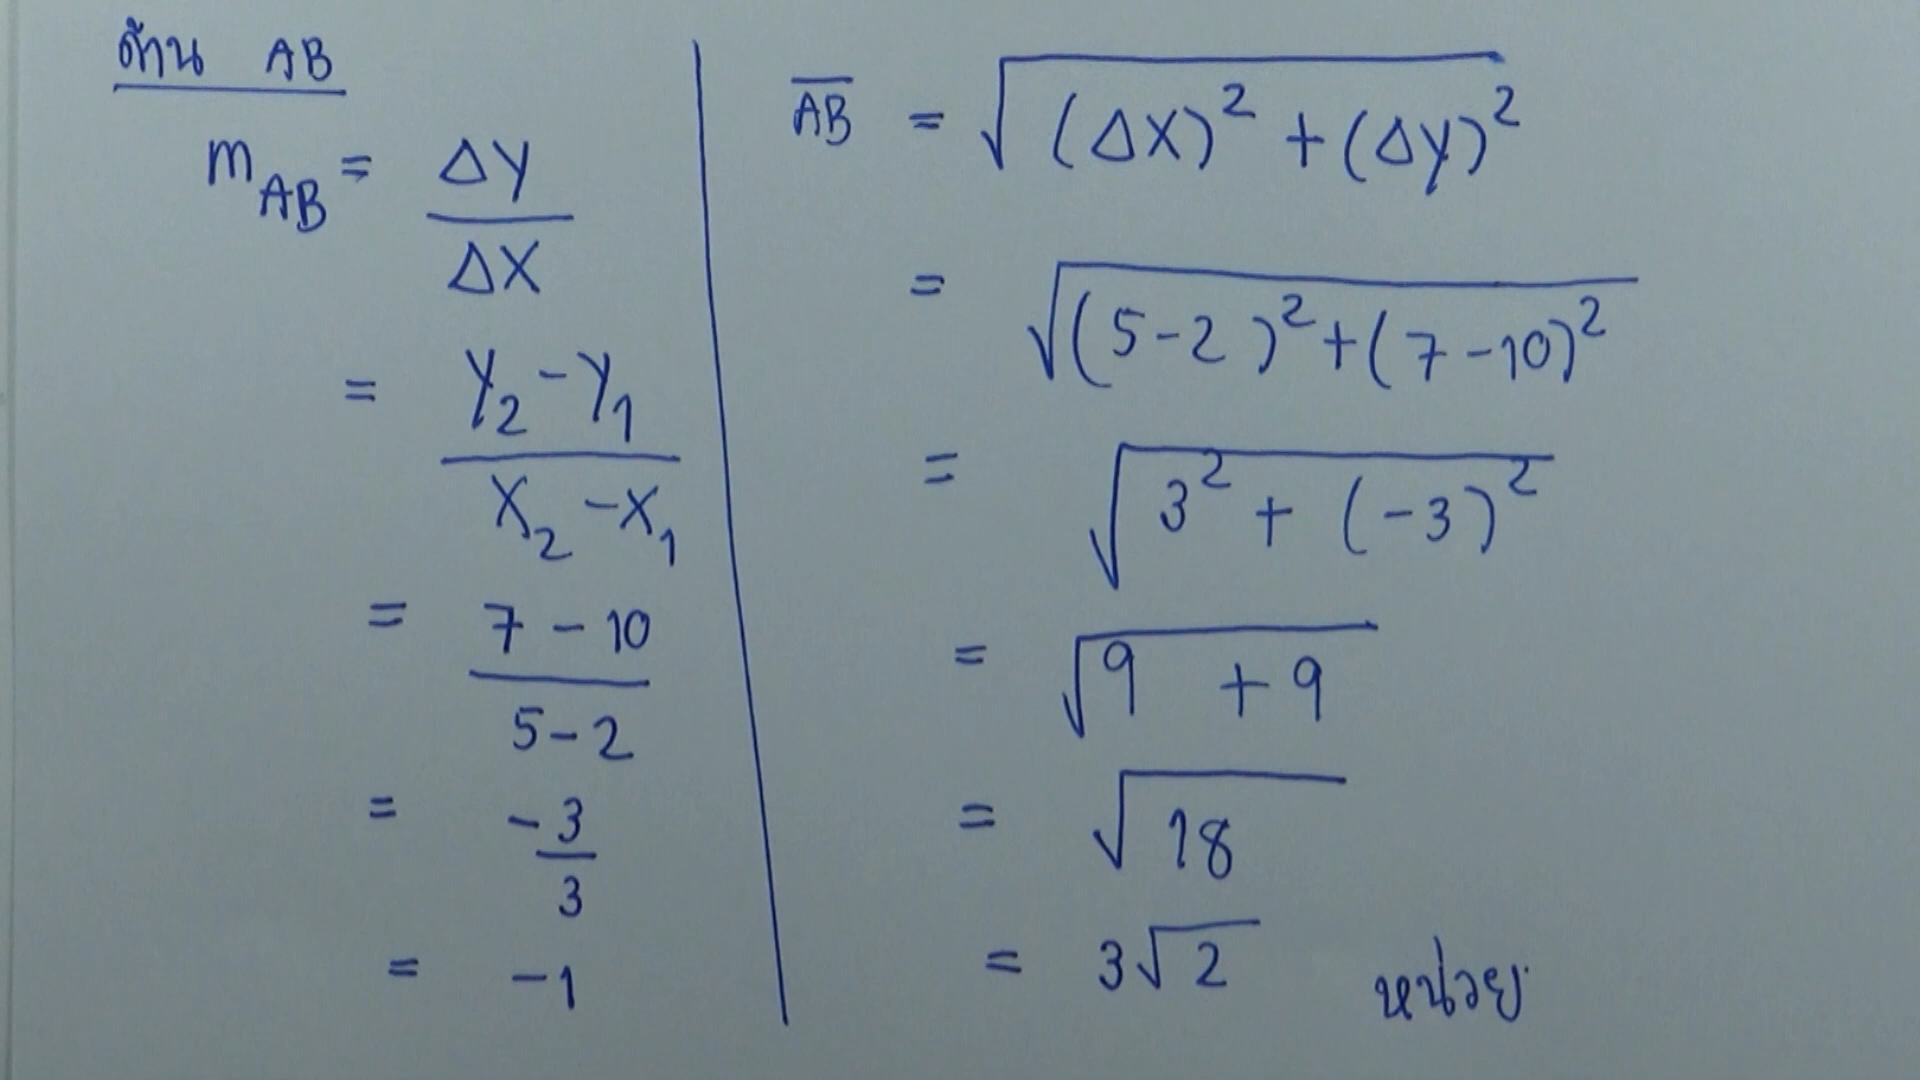 ด้าน AB
m_AB = ΔY / ΔX
= Y₂ - Y₁ / X₂ - X₁
= 7 - 10 / 5 - 2
= -3 / 3
= -1
A̅B̅ = √(ΔX)² + (Δy)²
= √(5-2)² + (7-10)²
= √3² + (-3)²
= √9 + 9
= √18
= 3√2 หน่วย